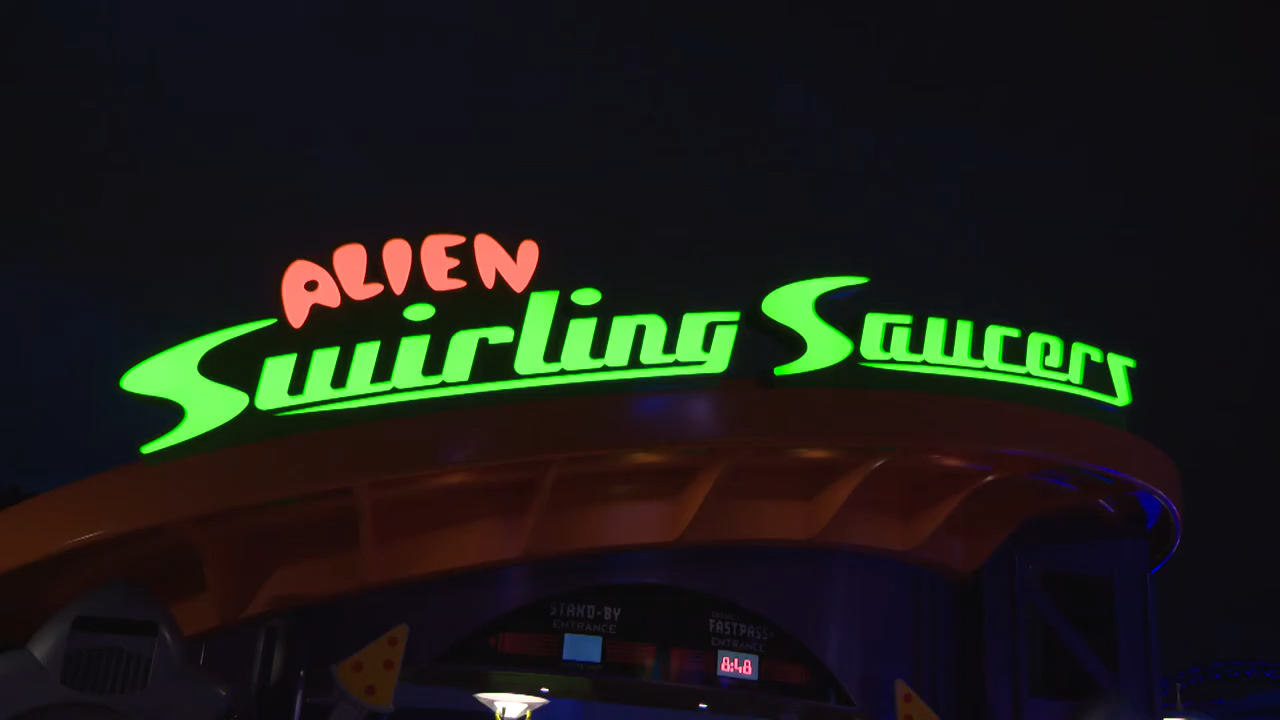 ALIEN
Swirling Saucers
STAND-BY
ENTRANCE
FASTPASS+
ENTRANCE
8:48